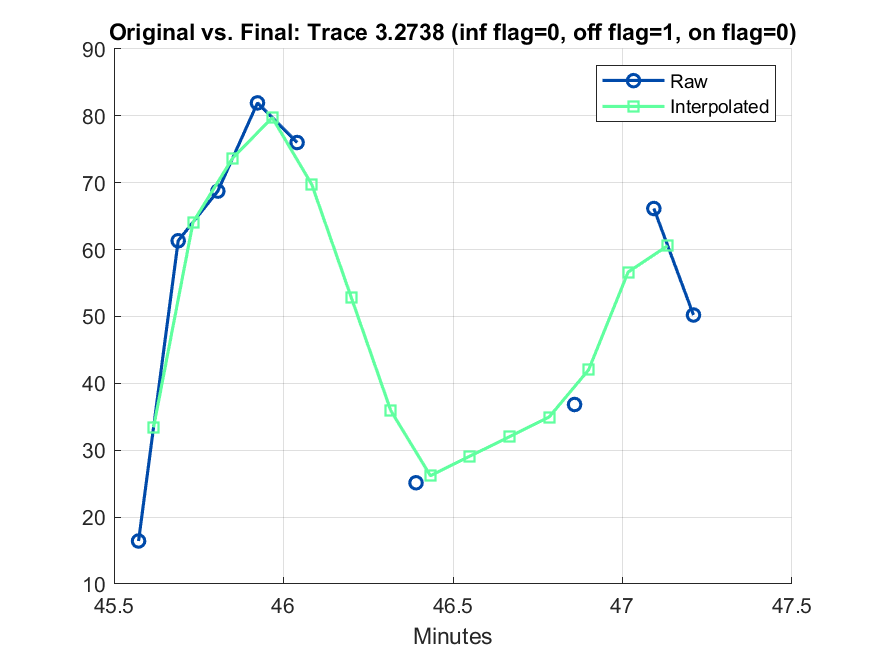 Original vs. Final: Trace 3.2738 (inf flag=0, off flag=1, on flag=0)
90
80
70
60
50
40
30
20
10
45.5 46 46.5 47 47.5
Minutes
Raw
Interpolated